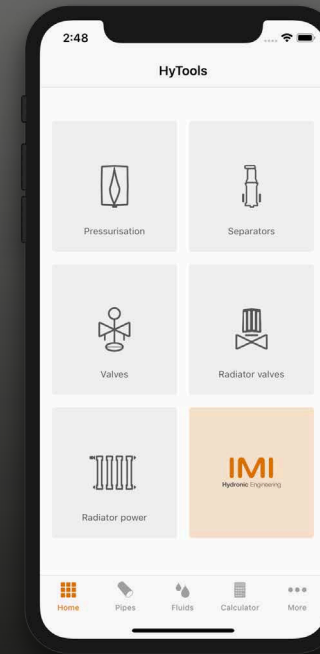 2:48
HyTools
Pressurisation
Separators
Valves
Radiator valves
Radiator power
IMI
Hydronic Engineering
Home
Pipes
Fluids
Calculator
More